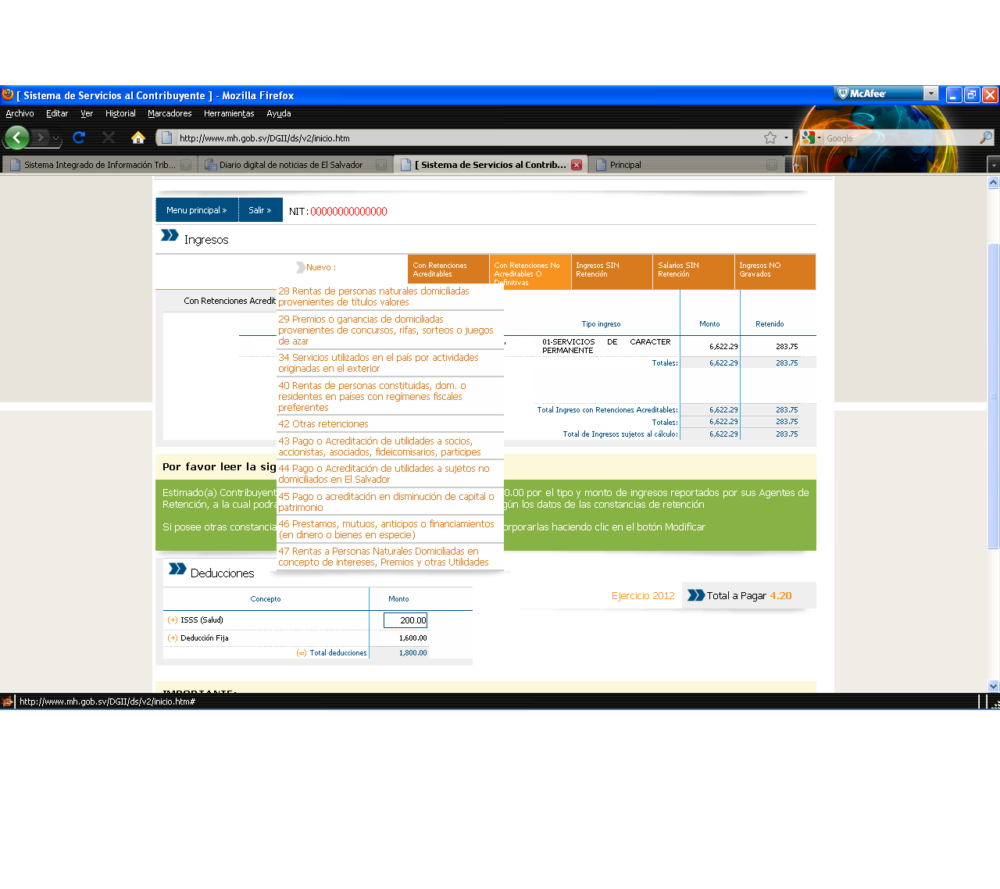 [ Sistema de Servicios al Contribuyente ] - Mozilla Firefox
McAfee
Archivo Editar Ver Historial Marcadores Herramientas Ayuda
http://www.mh.gob.sv/DGII/ds/v2/inicio.htm
Google
Sistema Integrado de Información Trib...
Diario digital de noticias de El Salvador
[ Sistema de Servicios al Contrib...
Principal
Menu principal »
Salir »
NIT: 00000000000000
Ingresos
Nuevo :
Con Retenciones
Acreditables
Con Retenciones No
Acreditables O
Definitivas
Ingresos SIN
Retención
Salarios SIN
Retención
Ingresos NO
Gravados
Con Retenciones Acredit
28 Rentas de personas naturales domiciliadas
provenientes de títulos valores
29 Premios o ganancias de domiciliadas
provenientes de concursos, rifas, sorteos o juegos
de azar
34 Servicios utilizados en el país por actividades
originadas en el exterior
40 Rentas de personas constituidas, dom. o
residentes en países con regímenes fiscales
preferentes
42 Otras retenciones
43 Pago o Acreditación de utilidades a socios,
accionistas, asociados, fideicomisarios, participes
44 Pago o Acreditación de utilidades a sujetos no
domiciliados en El Salvador
45 Pago o acreditación en disminución de capital o
patrimonio
46 Prestamos, mutuos, anticipos o financiamientos
(en dinero o bienes en especie)
47 Rentas a Personas Naturales Domiciliadas en
concepto de intereses, Premios y otras Utilidades
Tipo ingreso Monto Retenido
01-SERVICIOS DE CARACTER
PERMANENTE
6,622.29 283.75
Totales: 6,622.29 283.75
Total Ingreso con Retenciones Acreditables: 6,622.29 283.75
Totales: 6,622.29 283.75
Total de Ingresos sujetos al cálculo: 6,622.29 283.75
Por favor leer la sig
Estimado(a) Contribuyent 0.00 por el tipo y monto de ingresos reportados por sus Agentes de
Retención, a la cual podra gún los datos de las constancias de retención
Si posee otras constancia orporarlas haciendo clic en el botón Modificar
Deducciones
Concepto Monto
(+) ISSS (Salud) 200.00
(+) Deducción Fija 1,600.00
(=) Total deducciones 1,800.00
Ejercicio 2012
Total a Pagar 4.20
IMPORTANTE:
http://www.mh.gob.sv/DGII/ds/v2/inicio.htm#